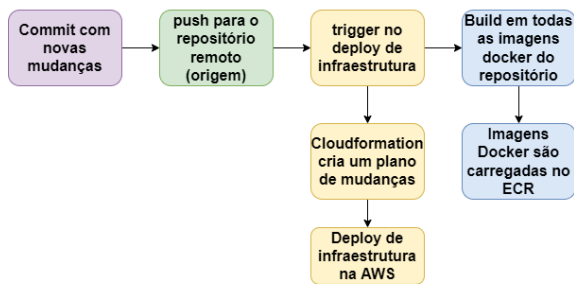 Commit com
novas
mudanças
push para o
repositório
remoto
(origem)
trigger no
deploy de
infraestrutura
Build em todas
as imagens
docker do
repositório
Cloudformation
cria um plano
de mudanças
Imagens
Docker são
carregadas no
ECR
Deploy de
infraestrutura
na AWS